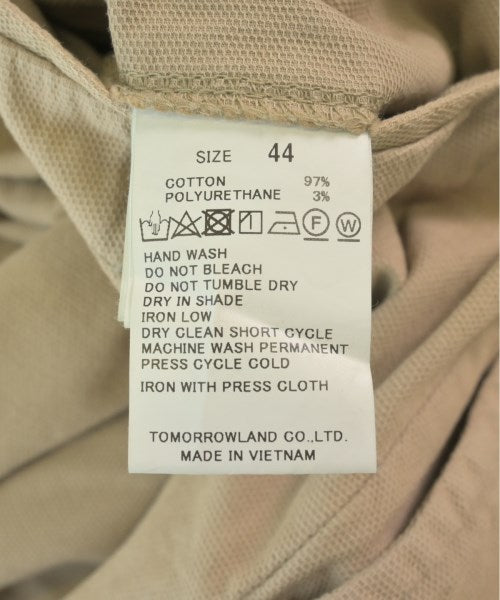 SIZE 44
COTTON 97%
POLYURETHANE 3%
F W
HAND WASH
DO NOT BLEACH
DO NOT TUMBLE DRY
DRY IN SHADE
IRON LOW
DRY CLEAN SHORT CYCLE
MACHINE WASH PERMANENT
PRESS CYCLE COLD
IRON WITH PRESS CLOTH
TOMORROWLAND CO.,LTD.
MADE IN VIETNAM